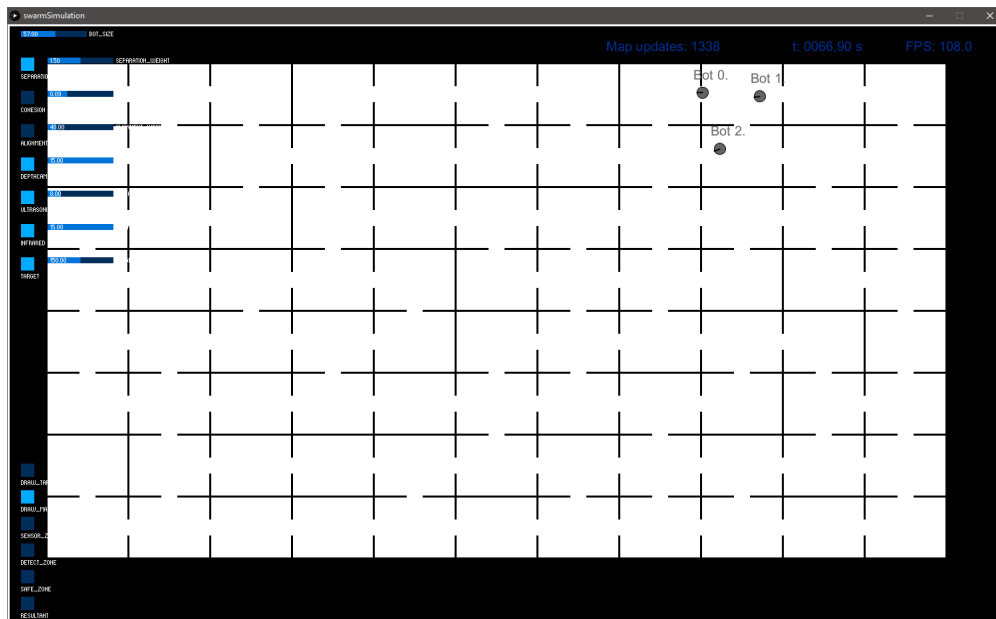 swarmSimulation
57.00 BOT_SIZE
Map updates: 1338 t: 0066,90 s FPS: 108.0
1.50 SEPARATION_WEIGHT
SEPARATIO
Bot 0. Bot 1.
0.09
COHESION
40.00
Bot 2.
ALIGNMENT
15.00
DEPTHCAM
8.00
ULTRASONI
15.00
INFRARED
150.00
TARGET
DRAW_TAR
DRAW_MA
SENSOR_Z
DETECT_ZONE
SAFE_ZONE
RESULTANT